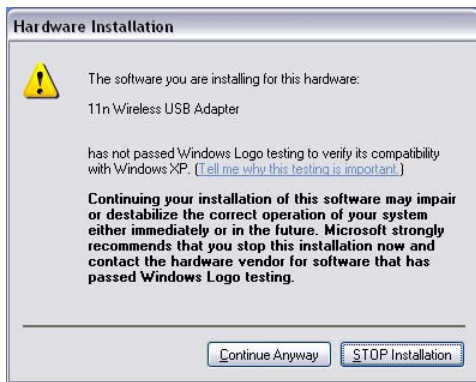 Hardware Installation
The software you are installing for this hardware:
11n Wireless USB Adapter
has not passed Windows Logo testing to verify its compatibility
with Windows XP. (Tell me why this testing is important.)
Continuing your installation of this software may impair
or destabilize the correct operation of your system
either immediately or in the future. Microsoft strongly
recommends that you stop this installation now and
contact the hardware vendor for software that has
passed Windows Logo testing.
Continue Anyway
STOP Installation